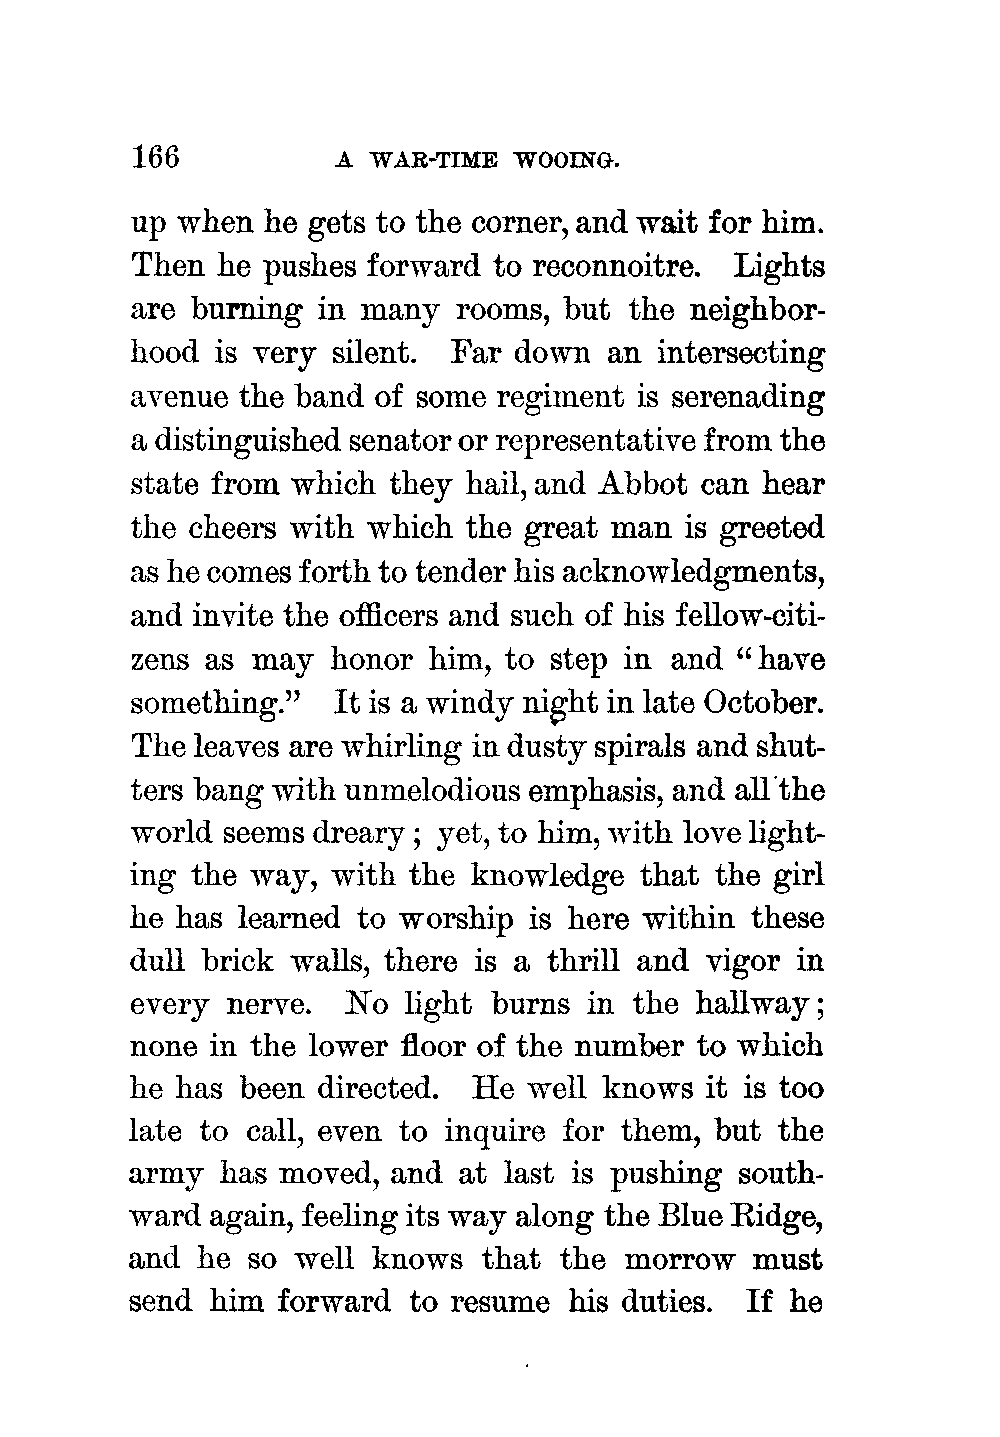 166 A WAR-TIME WOOING.
up when he gets to the corner, and wait for him.
Then he pushes forward to reconnoitre. Lights
are burning in many rooms, but the neighbor-
hood is very silent. Far down an intersecting
avenue the band of some regiment is serenading
a distinguished senator or representative from the
state from which they hail, and Abbot can hear
the cheers with which the great man is greeted
as he comes forth to tender his acknowledgments,
and invite the officers and such of his fellow-citi-
zens as may honor him, to step in and “have
something.” It is a windy night in late October.
The leaves are whirling in dusty spirals and shut-
ters bang with unmelodious emphasis, and all the
world seems dreary; yet, to him, with love light-
ing the way, with the knowledge that the girl
he has learned to worship is here within these
dull brick walls, there is a thrill and vigor in
every nerve. No light burns in the hallway;
none in the lower floor of the number to which
he has been directed. He well knows it is too
late to call, even to inquire for them, but the
army has moved, and at last is pushing south-
ward again, feeling its way along the Blue Ridge,
and he so well knows that the morrow must
send him forward to resume his duties. If he